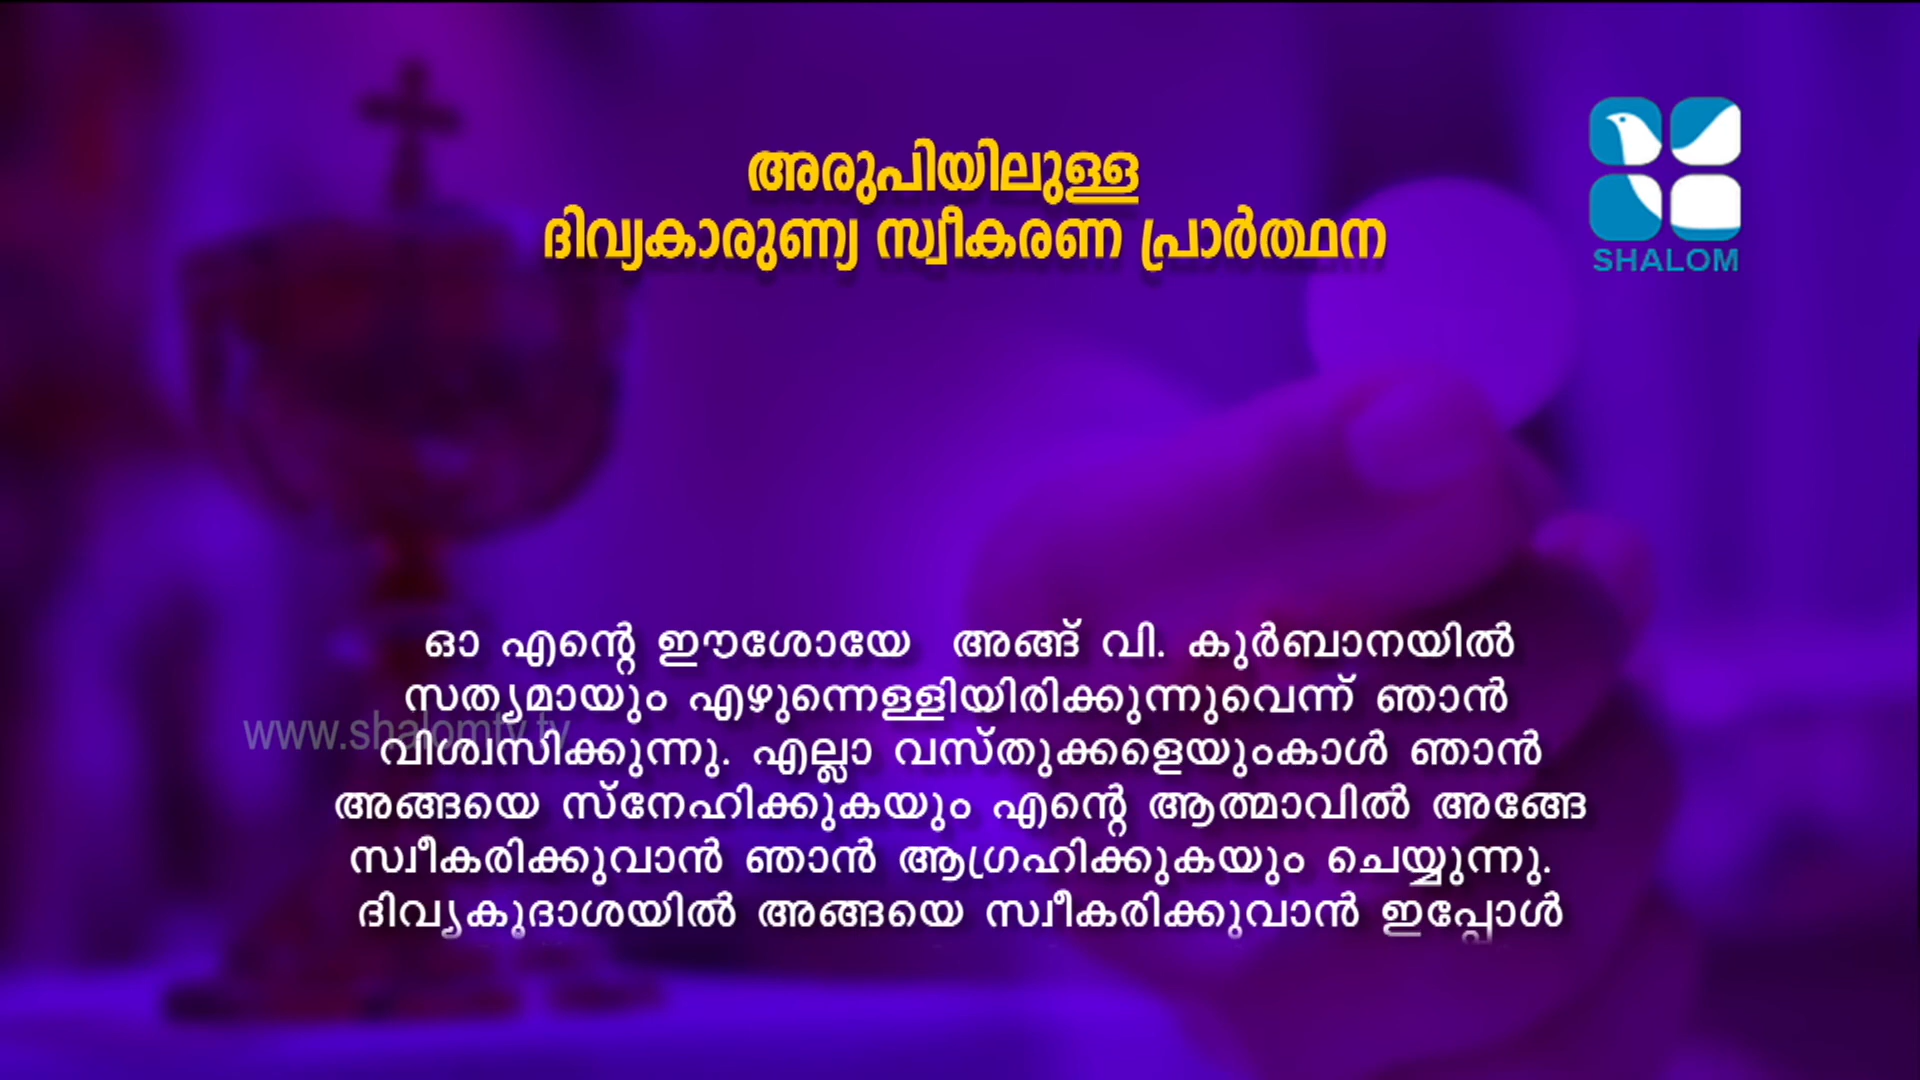 അരുപിയിലുള്ള
ദിവ്യകാരുണ്യ സ്വീകരണ പ്രാർത്ഥന
SHALOM
ഓ എന്റെ ഈശോയേ അങ്ങ് വി. കുർബാനയിൽ
സത്യമായും എഴുന്നെള്ളിയിരിക്കുന്നുവെന്ന് ഞാൻ
www.shalomtv.tv
വിശ്വസിക്കുന്നു. എല്ലാ വസ്തുക്കളെയുംകാൾ ഞാൻ
അങ്ങയെ സ്നേഹിക്കുകയും എന്റെ ആത്മാവിൽ അങ്ങേ
സ്വീകരിക്കുവാൻ ഞാൻ ആഗ്രഹിക്കുകയും ചെയ്യുന്നു.
ദിവ്യകൂദാശയിൽ അങ്ങയെ സ്വീകരിക്കുവാൻ ഇപ്പോൾ